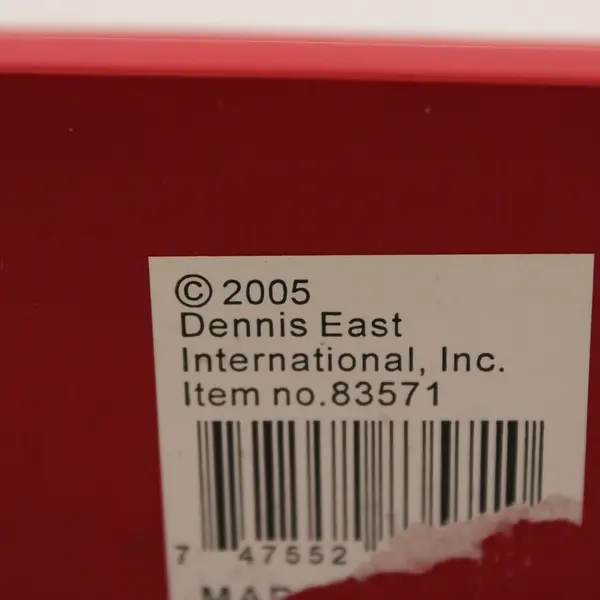 © 2005
Dennis East
International, Inc.
Item no.83571
7 47552